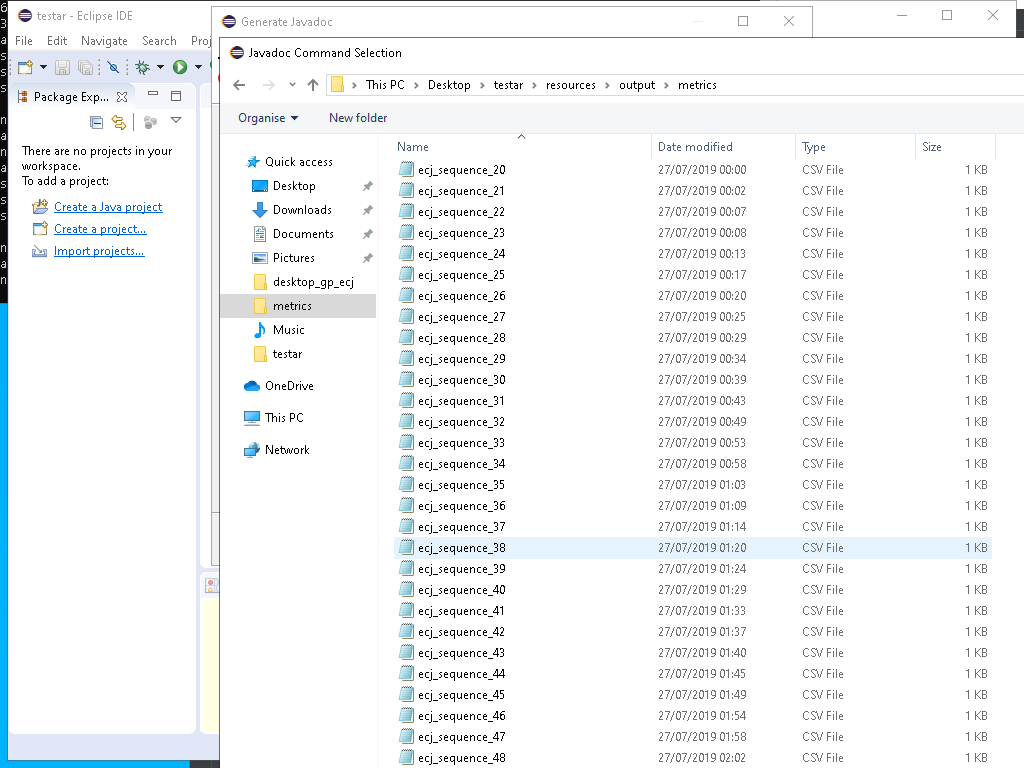 testar - Eclipse IDE
File Edit Navigate Search Proj
Package Exp...
There are no projects in your
workspace.
To add a project:
Create a Java project
Create a project...
Import projects...
Generate Javadoc
Javadoc Command Selection
This PC > Desktop > testar > resources > output > metrics
Organise New folder
Quick access
Desktop
Downloads
Documents
Pictures
desktop_gp_ecj
metrics
Music
testar
OneDrive
This PC
Network
Name Date modified Type Size
ecj_sequence_20 27/07/2019 00:00 CSV File 1 KB
ecj_sequence_21 27/07/2019 00:02 CSV File 1 KB
ecj_sequence_22 27/07/2019 00:07 CSV File 1 KB
ecj_sequence_23 27/07/2019 00:08 CSV File 1 KB
ecj_sequence_24 27/07/2019 00:13 CSV File 1 KB
ecj_sequence_25 27/07/2019 00:17 CSV File 1 KB
ecj_sequence_26 27/07/2019 00:20 CSV File 1 KB
ecj_sequence_27 27/07/2019 00:25 CSV File 1 KB
ecj_sequence_28 27/07/2019 00:29 CSV File 1 KB
ecj_sequence_29 27/07/2019 00:34 CSV File 1 KB
ecj_sequence_30 27/07/2019 00:39 CSV File 1 KB
ecj_sequence_31 27/07/2019 00:43 CSV File 1 KB
ecj_sequence_32 27/07/2019 00:49 CSV File 1 KB
ecj_sequence_33 27/07/2019 00:53 CSV File 1 KB
ecj_sequence_34 27/07/2019 00:58 CSV File 1 KB
ecj_sequence_35 27/07/2019 01:03 CSV File 1 KB
ecj_sequence_36 27/07/2019 01:09 CSV File 1 KB
ecj_sequence_37 27/07/2019 01:14 CSV File 1 KB
ecj_sequence_38 27/07/2019 01:20 CSV File 1 KB
ecj_sequence_39 27/07/2019 01:24 CSV File 1 KB
ecj_sequence_40 27/07/2019 01:29 CSV File 1 KB
ecj_sequence_41 27/07/2019 01:33 CSV File 1 KB
ecj_sequence_42 27/07/2019 01:37 CSV File 1 KB
ecj_sequence_43 27/07/2019 01:40 CSV File 1 KB
ecj_sequence_44 27/07/2019 01:45 CSV File 1 KB
ecj_sequence_45 27/07/2019 01:49 CSV File 1 KB
ecj_sequence_46 27/07/2019 01:54 CSV File 1 KB
ecj_sequence_47 27/07/2019 01:58 CSV File 1 KB
ecj_sequence_48 27/07/2019 02:02 CSV File 1 KB